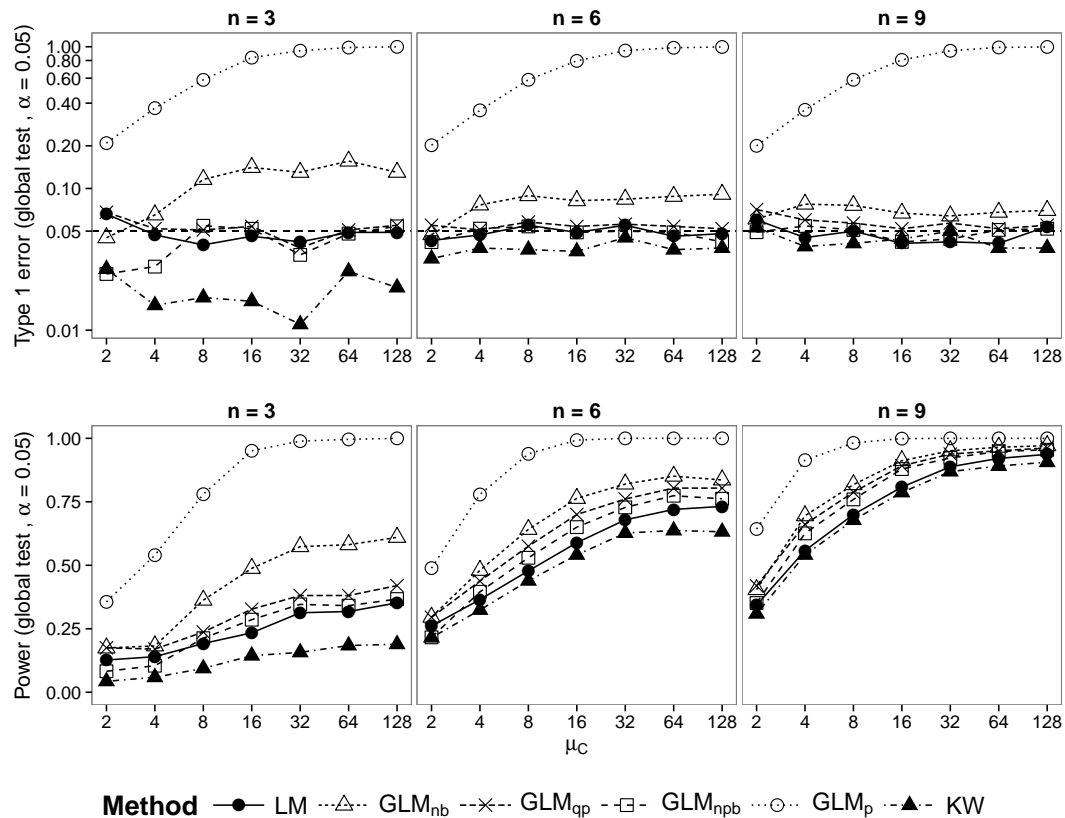 n = 3
n = 6
n = 9
Type 1 error (global test , α = 0.05)
1.00
0.80
0.60
0.40
0.20
0.10
0.05
0.01
2 4 8 16 32 64 128
2 4 8 16 32 64 128
2 4 8 16 32 64 128
n = 3
n = 6
n = 9
Power (global test , α = 0.05)
1.00
0.75
0.50
0.25
0.00
2 4 8 16 32 64 128
2 4 8 16 32 64 128
2 4 8 16 32 64 128
μC
Method LM GLMnb GLMqp GLMnpb GLMp KW